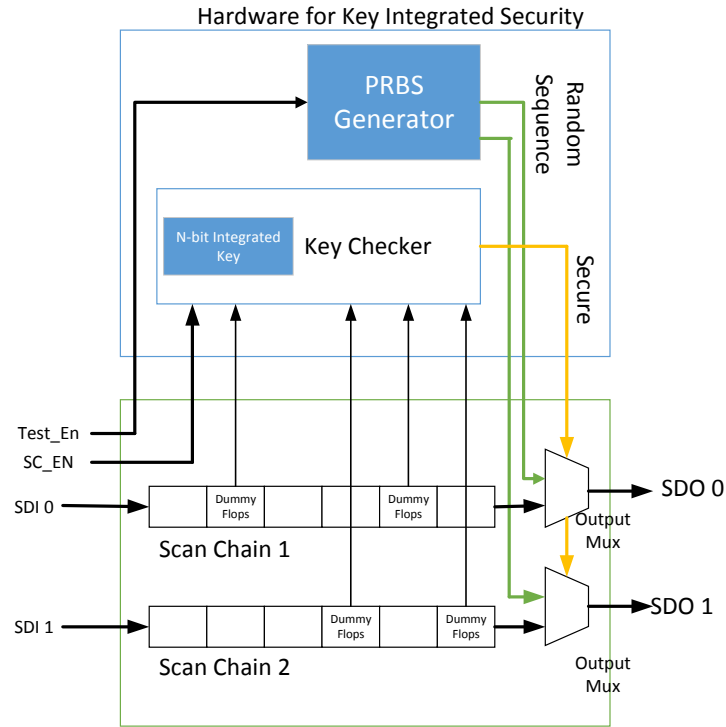 Hardware for Key Integrated Security
PRBS
Generator
Random
Sequence
N-bit Integrated
Key
Key Checker
Secure
Test_En
SC_EN
SDI 0
Dummy
Flops
Dummy
Flops
SDO 0
Output
Mux
Scan Chain 1
SDI 1
Dummy
Flops
Dummy
Flops
SDO 1
Scan Chain 2
Output
Mux